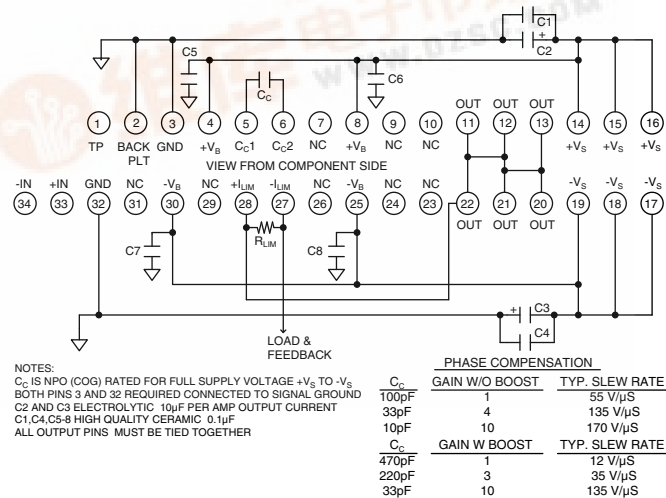 维库电子市
www.DZSC.COM
C1
+
C2
C5
C6
CC
OUT OUT OUT
1 2 3 4 5 6 7 8 9 10 11 12 13 14 15 16
TP BACK PLT GND +VB CC1 CC2 NC +VB NC NC +VS +VS +VS
VIEW FROM COMPONENT SIDE
-IN +IN GND NC -VB NC +ILIM -ILIM NC -VB NC NC -VS -VS -VS
34 33 32 31 30 29 28 27 26 25 24 23 22 21 20 19 18 17
OUT OUT OUT
RLIM
C7
C8
+ C3
C4
LOAD &
FEEDBACK
NOTES:
CC IS NPO (COG) RATED FOR FULL SUPPLY VOLTAGE +VS TO -VS
BOTH PINS 3 AND 32 REQUIRED CONNECTED TO SIGNAL GROUND
C2 AND C3 ELECTROLYTIC 10µF PER AMP OUTPUT CURRENT
C1,C4,C5-8 HIGH QUALITY CERAMIC 0.1µF
ALL OUTPUT PINS MUST BE TIED TOGETHER
PHASE COMPENSATION
CC GAIN W/O BOOST TYP. SLEW RATE
100pF 1 55 V/µS
33pF 4 135 V/µS
10pF 10 170 V/µS
CC GAIN W BOOST TYP. SLEW RATE
470pF 1 12 V/µS
220pF 3 35 V/µS
33pF 10 135 V/µS